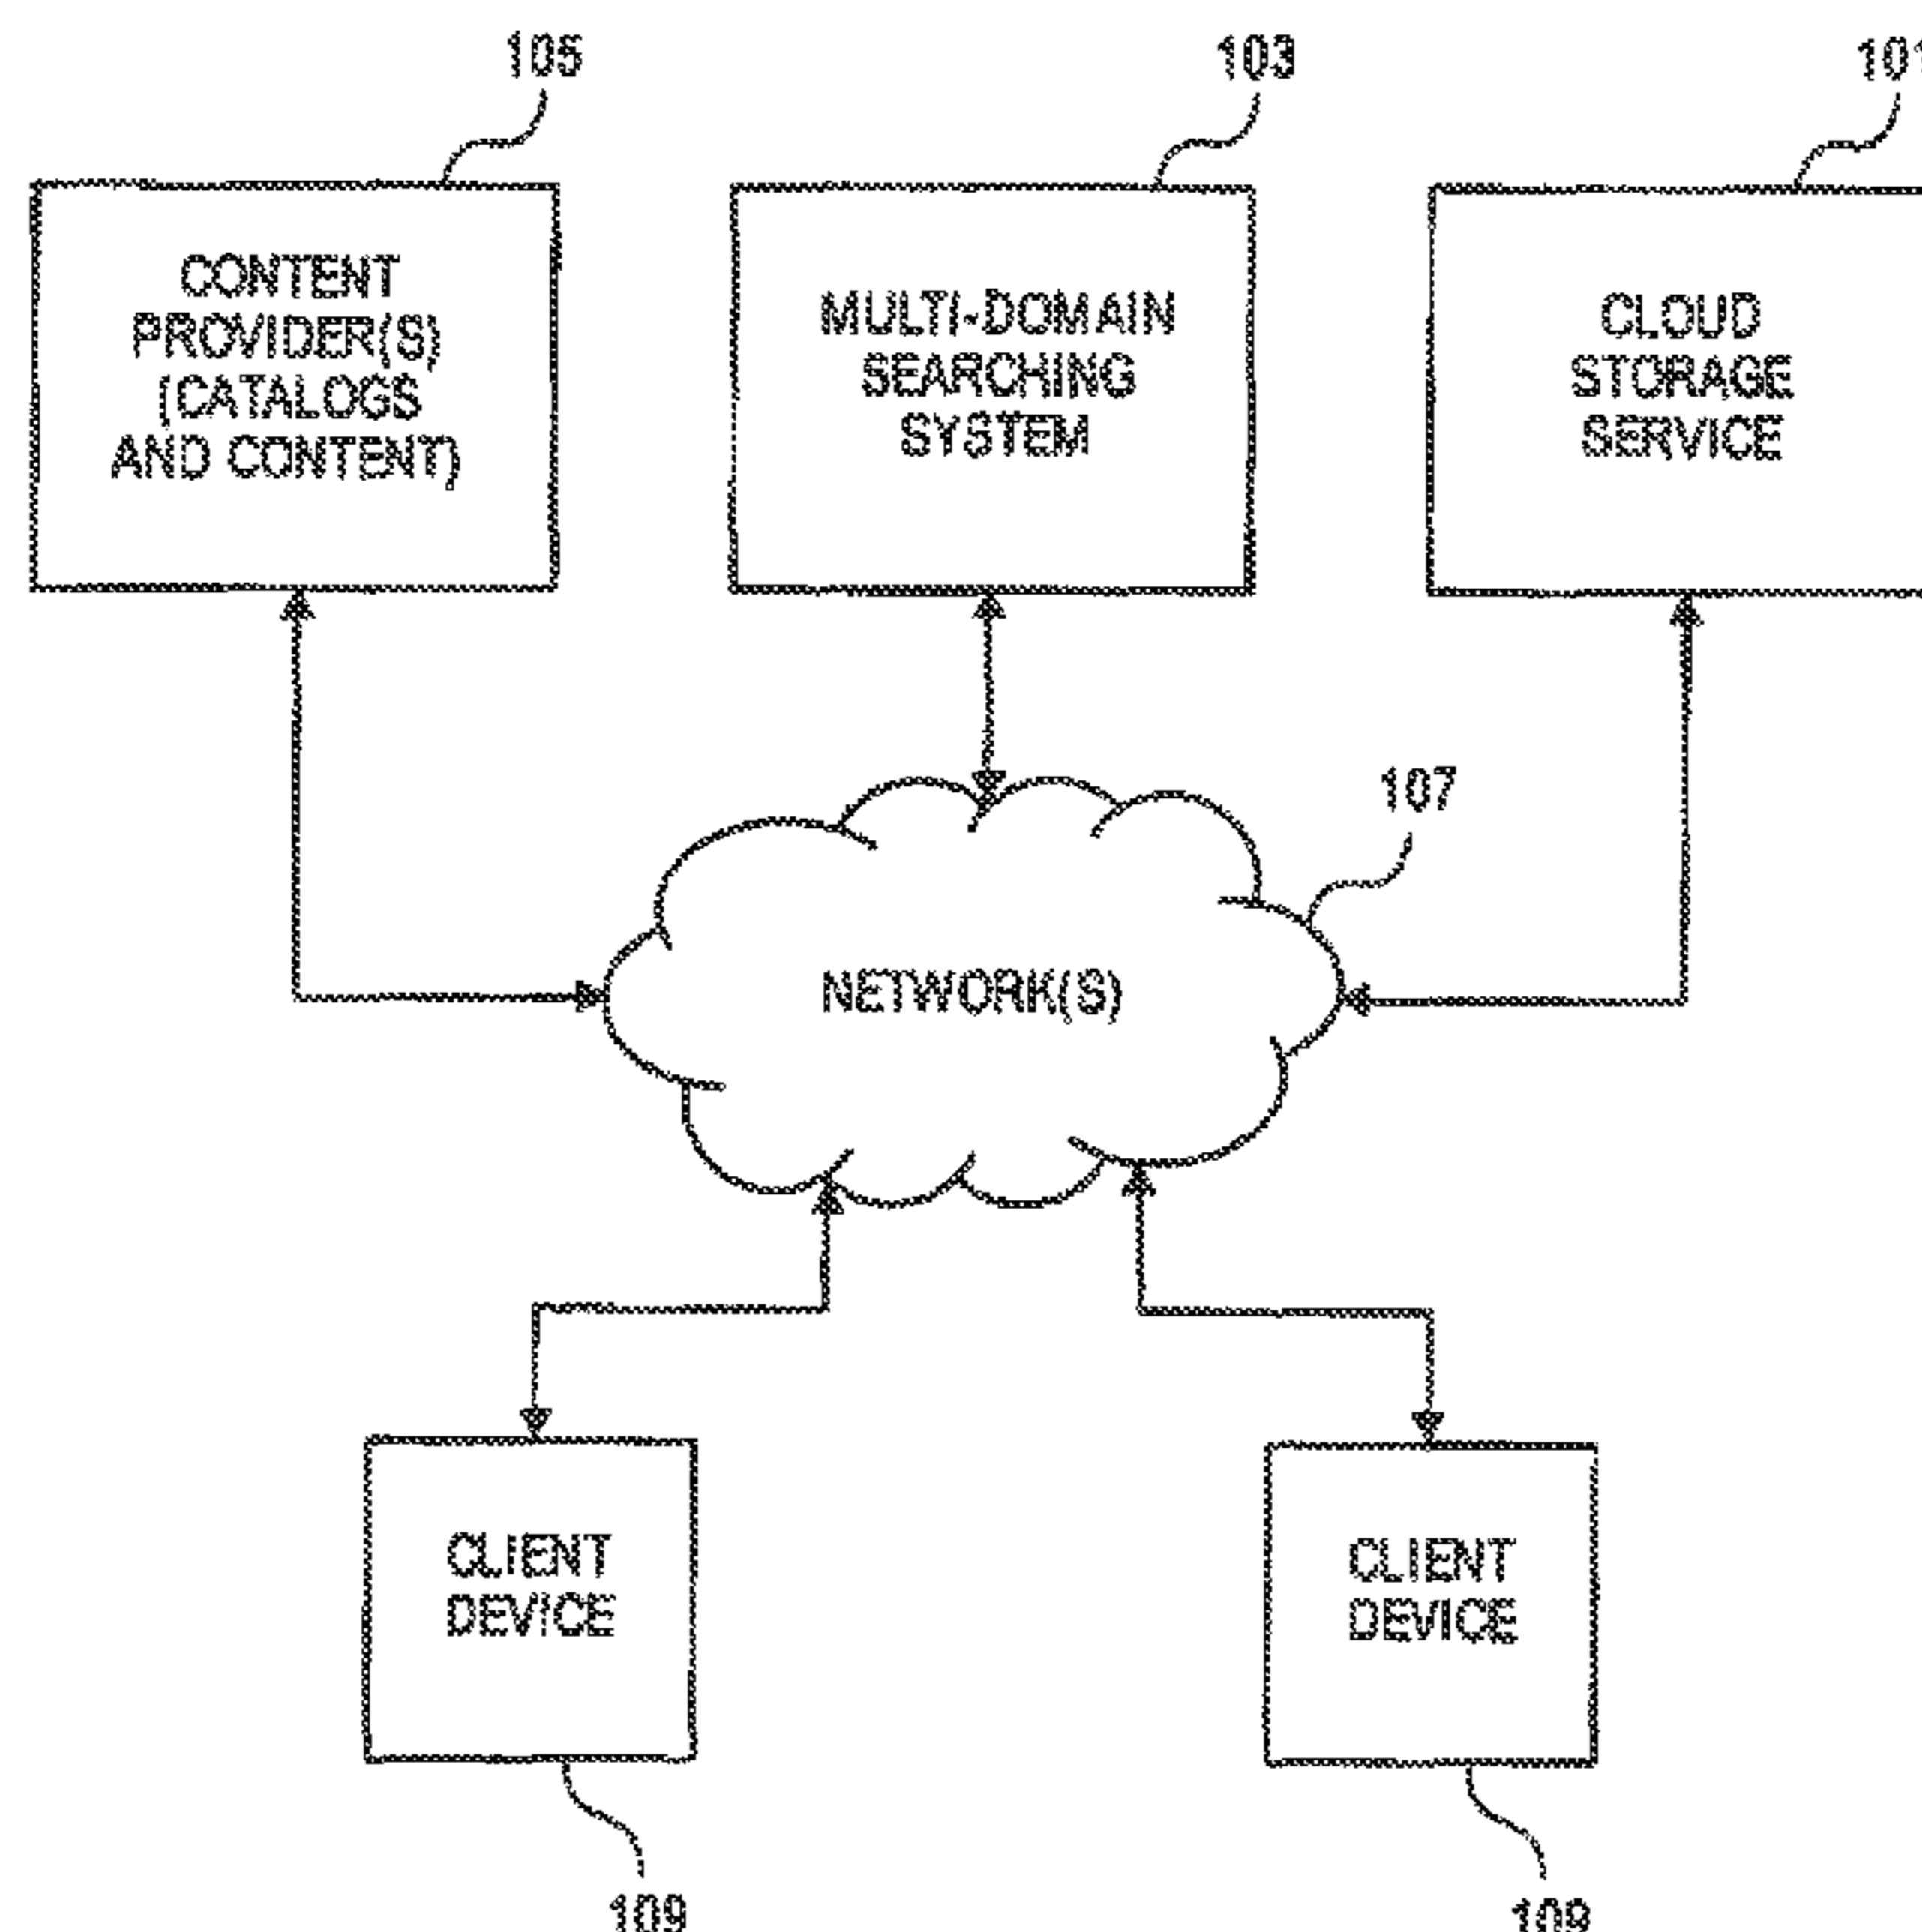 105
103
101
CONTENT
PROVIDER(S)
(CATALOGS
AND CONTENT)
MULTI-DOMAIN
SEARCHING
SYSTEM
CLOUD
STORAGE
SERVICE
107
NETWORK(S)
CLIENT
DEVICE
CLIENT
DEVICE
109
109